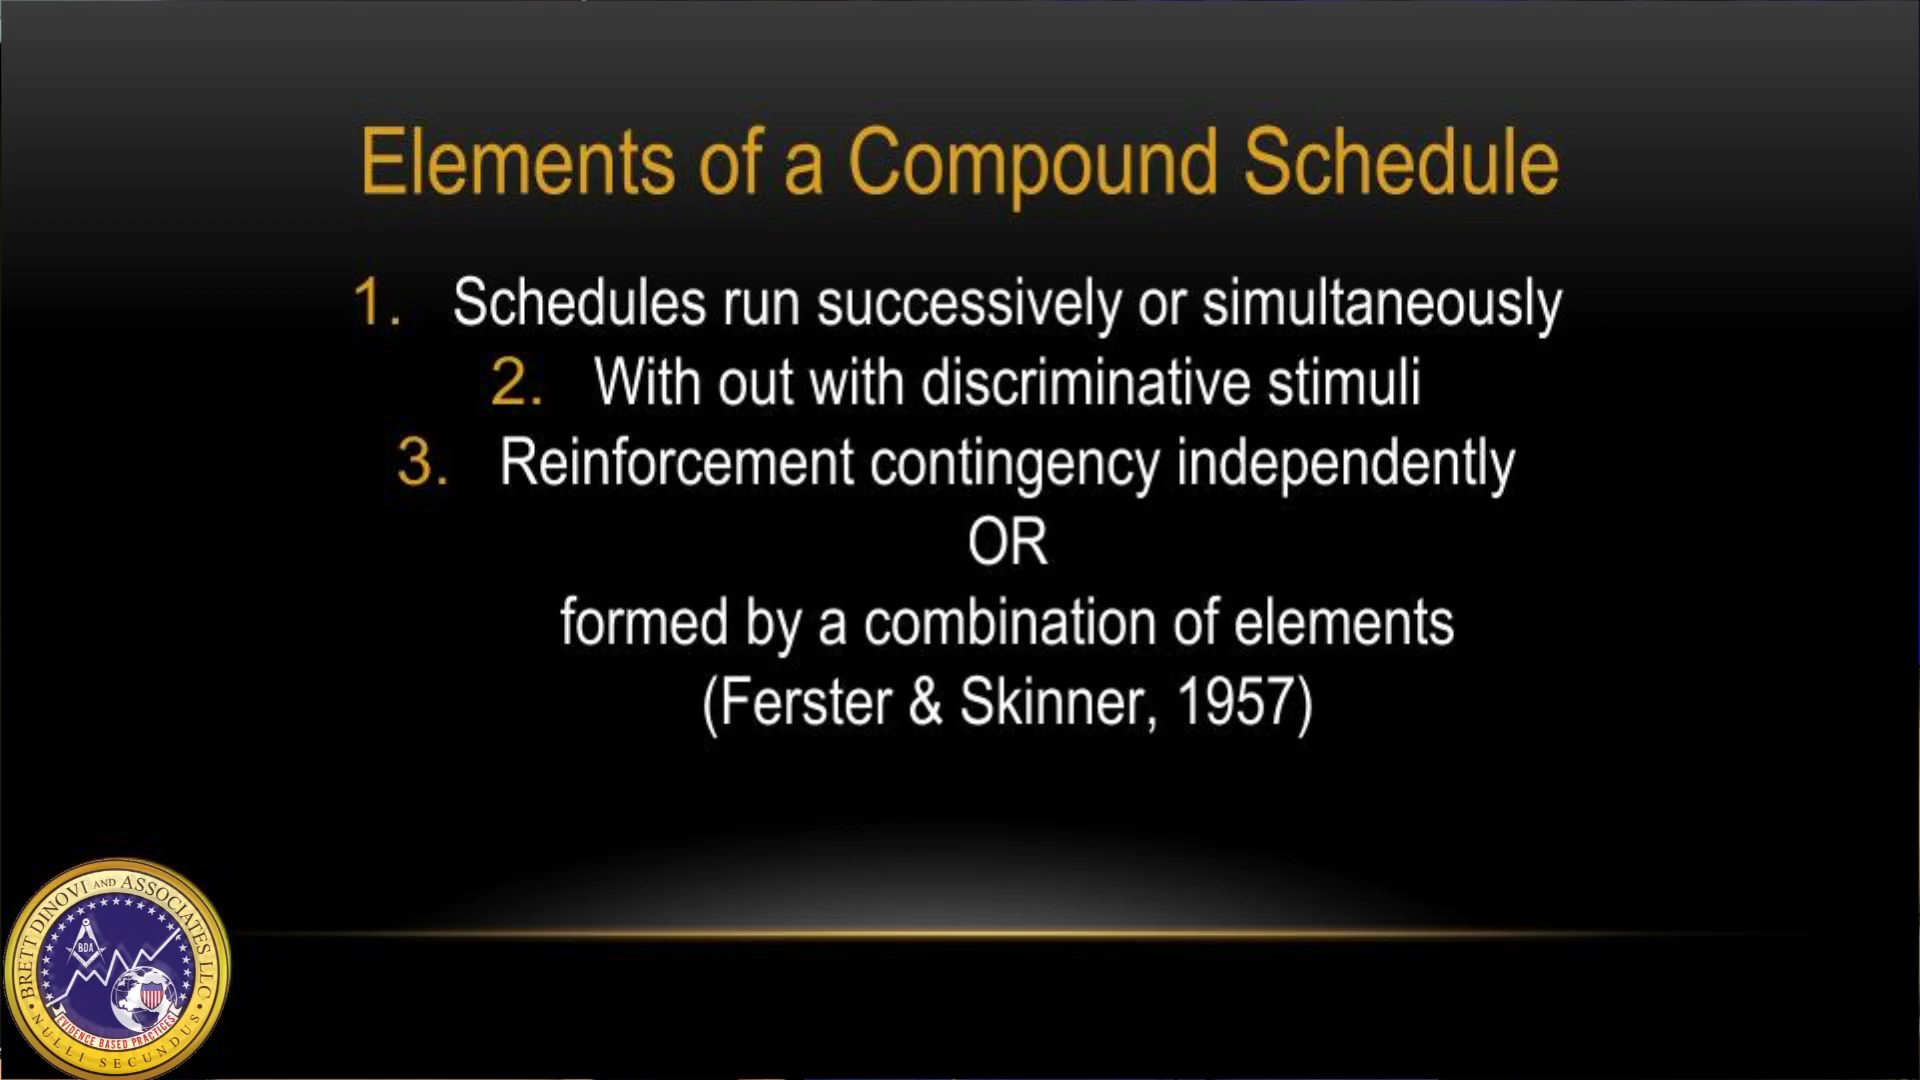 Elements of a Compound Schedule
1. Schedules run successively or simultaneously
2. With out with discriminative stimuli
3. Reinforcement contingency independently
OR
formed by a combination of elements
(Ferster & Skinner, 1957)
BRETT DINOVI AND ASSOCIATES LLC
BDA
EVIDENCE BASED PRACTICES
NULLI SECUNDUS